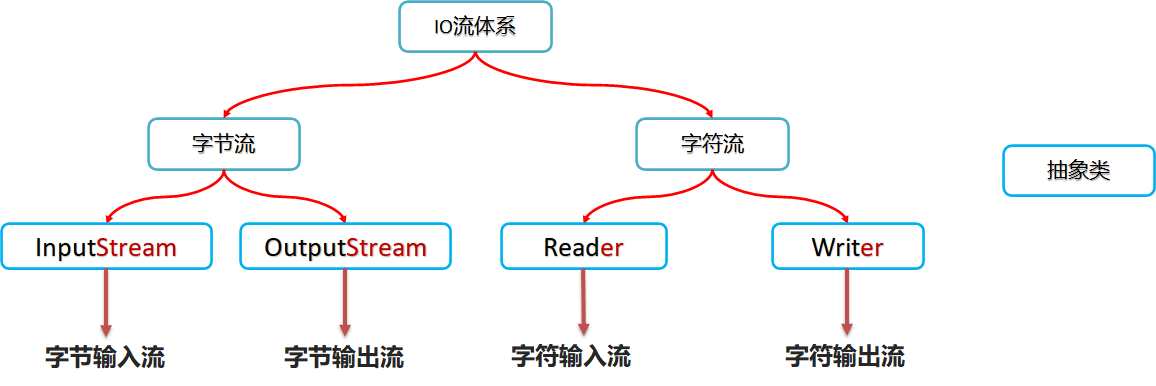 IO流体系
字节流
字符流
抽象类
InputStream
OutputStream
Reader
Writer
字节输入流
字节输出流
字符输入流
字符输出流